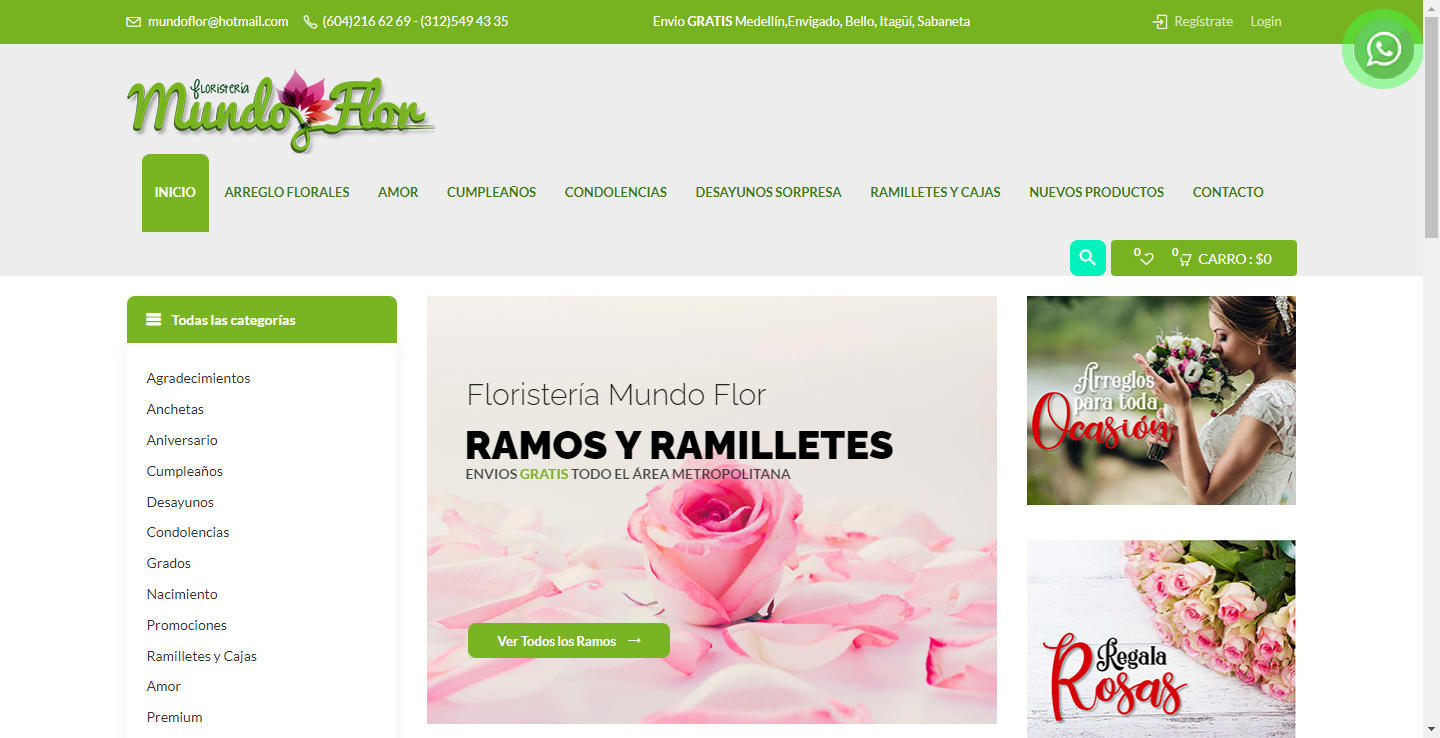 mundoflor@hotmail.com (604)216 62 69 - (312)549 43 35 Envio GRATIS Medellín,Envigado, Bello, Itagüí, Sabaneta Regístrate Login
floristería
Mundo Flor
INICIO ARREGLO FLORALES AMOR CUMPLEAÑOS CONDOLENCIAS DESAYUNOS SORPRESA RAMILLETES Y CAJAS NUEVOS PRODUCTOS CONTACTO
0 0 CARRO : $0
Todas las categorías
Agradecimientos
Anchetas
Aniversario
Cumpleaños
Desayunos
Condolencias
Grados
Nacimiento
Promociones
Ramilletes y Cajas
Amor
Premium
Floristería Mundo Flor
RAMOS Y RAMILLETES
ENVIOS GRATIS TODO EL ÁREA METROPOLITANA
Ver Todos los Ramos →
Arreglos
para toda
Ocasión
Regala
Rosas